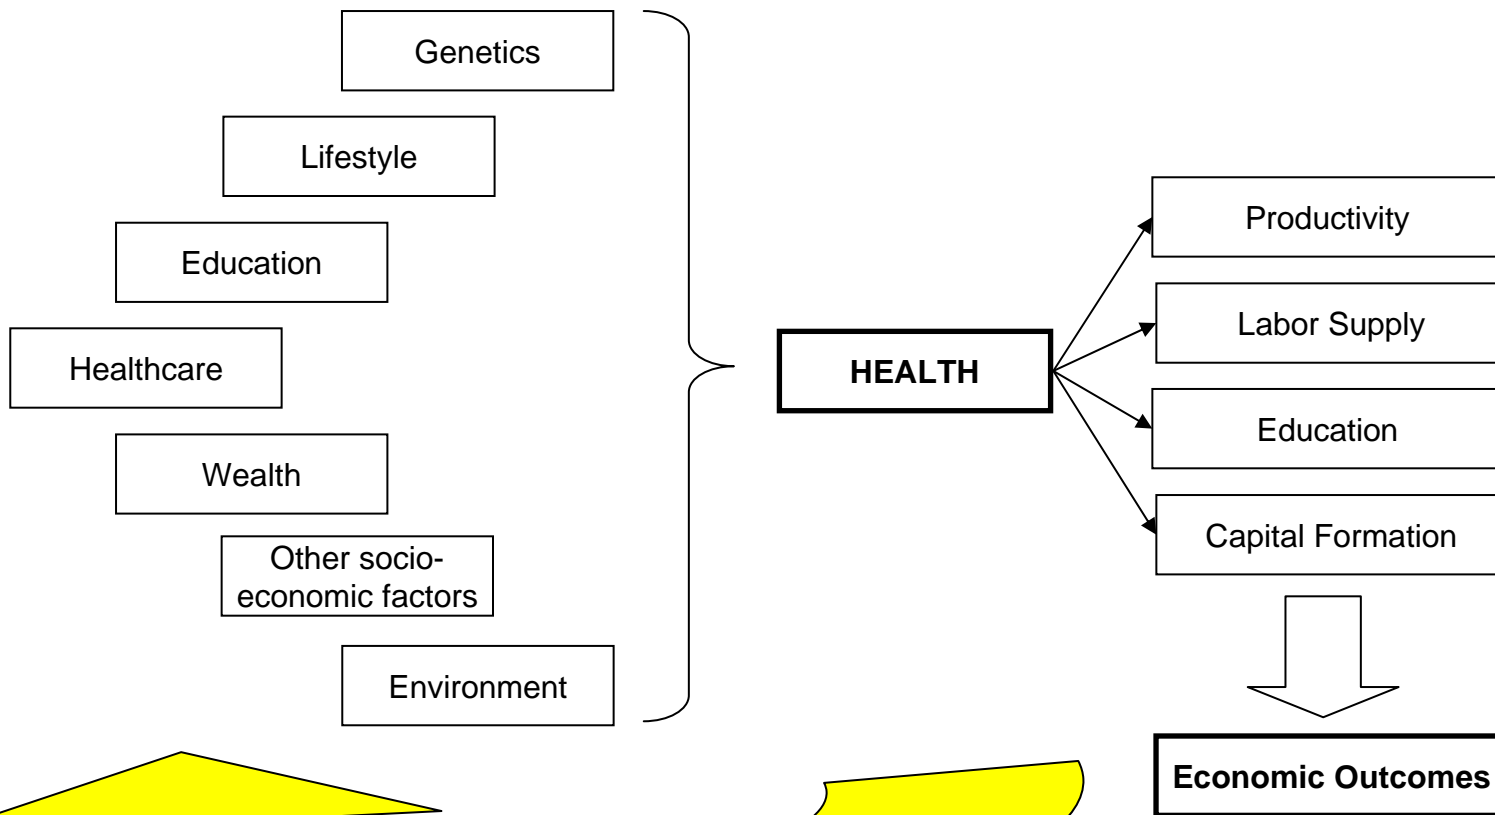 Genetics
Lifestyle
Education
Healthcare
Wealth
Other socio-
economic factors
Environment
HEALTH
Productivity
Labor Supply
Education
Capital Formation
Economic Outcomes